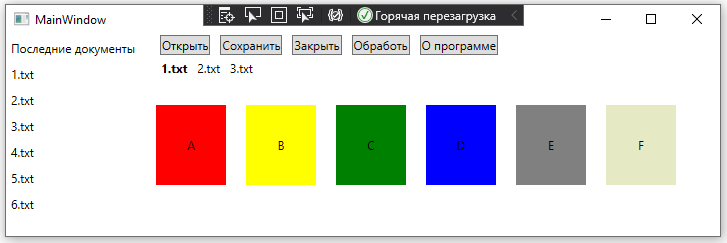 MainWindow
Горячая перезагрузка
Последние документы
1.txt
2.txt
3.txt
4.txt
5.txt
6.txt
Открыть Сохранить Закрыть Обработь О программе
1.txt 2.txt 3.txt
A B C D E F